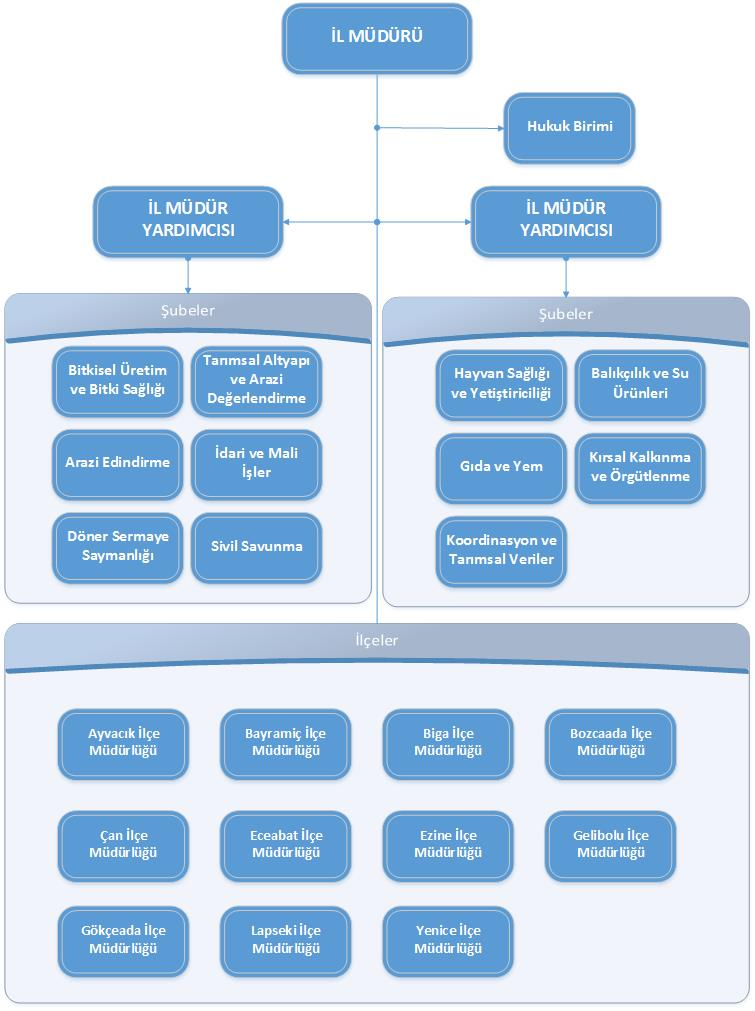 İL MÜDÜRÜ
Hukuk Birimi
İL MÜDÜR
YARDIMCISI
İL MÜDÜR
YARDIMCISI
Şubeler
Bitkisel Üretim
ve Bitki Sağlığı
Tarımsal Altyapı
ve Arazi
Değerlendirme
Arazi Edindirme
İdari ve Mali
İşler
Döner Sermaye
Saymanlığı
Sivil Savunma
Şubeler
Hayvan Sağlığı
ve Yetiştiriciliği
Balıkçılık ve Su
Ürünleri
Gıda ve Yem
Kırsal Kalkınma
ve Örgütlenme
Koordinasyon ve
Tarımsal Veriler
İlçeler
Ayvacık İlçe
Müdürlüğü
Bayramiç İlçe
Müdürlüğü
Biga İlçe
Müdürlüğü
Bozcaada İlçe
Müdürlüğü
Çan İlçe
Müdürlüğü
Eceabat İlçe
Müdürlüğü
Ezine İlçe
Müdürlüğü
Gelibolu İlçe
Müdürlüğü
Gökçeada İlçe
Müdürlüğü
Lapseki İlçe
Müdürlüğü
Yenice İlçe
Müdürlüğü